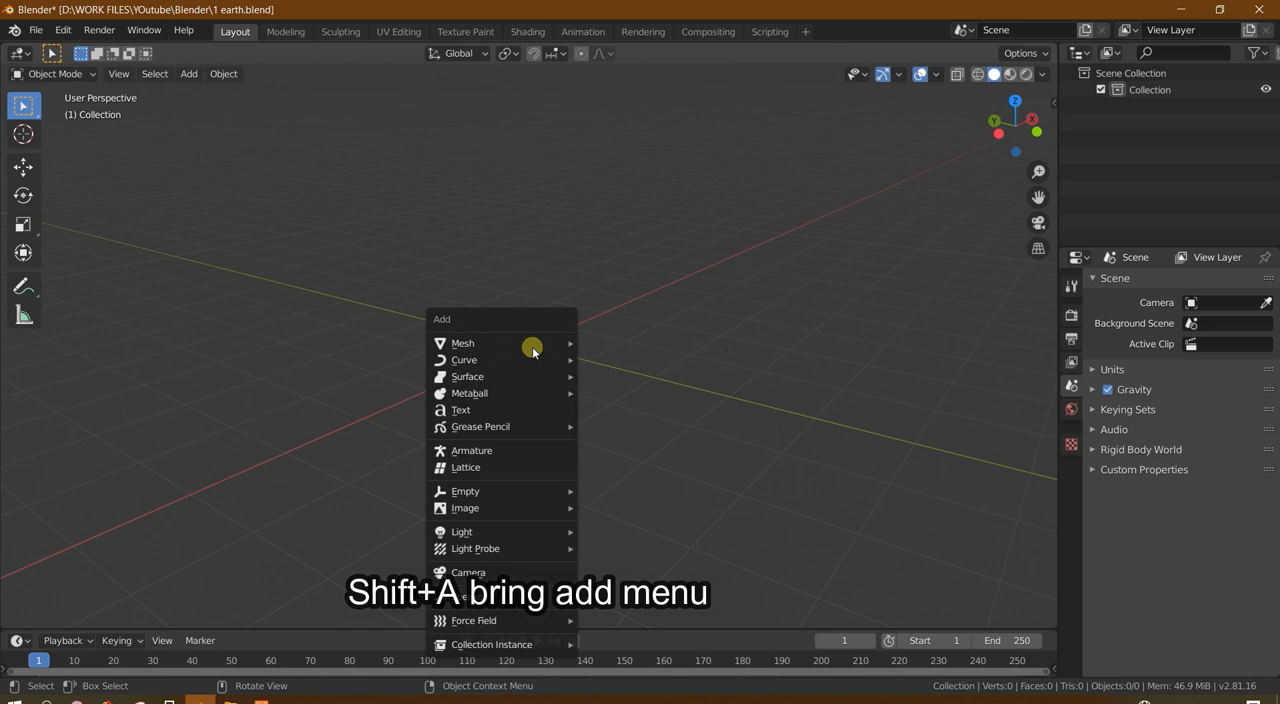 Blender* [D:\WORK FILES\Youtube\Blender\1 earth.blend]
File Edit Render Window Help Layout Modeling Sculpting UV Editing Texture Paint Shading Animation Rendering Compositing Scripting + Scene View Layer
Global Options
Object Mode View Select Add Object
User Perspective
(1) Collection
Z
Y
X
Scene Collection
Collection
Scene View Layer
Scene
Camera
Background Scene
Active Clip
Units
Gravity
Keying Sets
Audio
Rigid Body World
Custom Properties
Add
Mesh
Curve
Surface
Metaball
Text
Grease Pencil
Armature
Lattice
Empty
Image
Light
Light Probe
Camera
Shift+A bring add menu
Force Field
Collection Instance
Playback Keying View Marker 1 Start 1 End 250
1 10 20 30 40 50 60 70 80 90 100 110 120 130 140 150 160 170 180 190 200 210 220 230 240 250
Select Box Select Rotate View Object Context Menu Collection | Verts:0 | Faces:0 | Tris:0 | Objects:0/0 | Mem: 46.9 MiB | v2.81.16